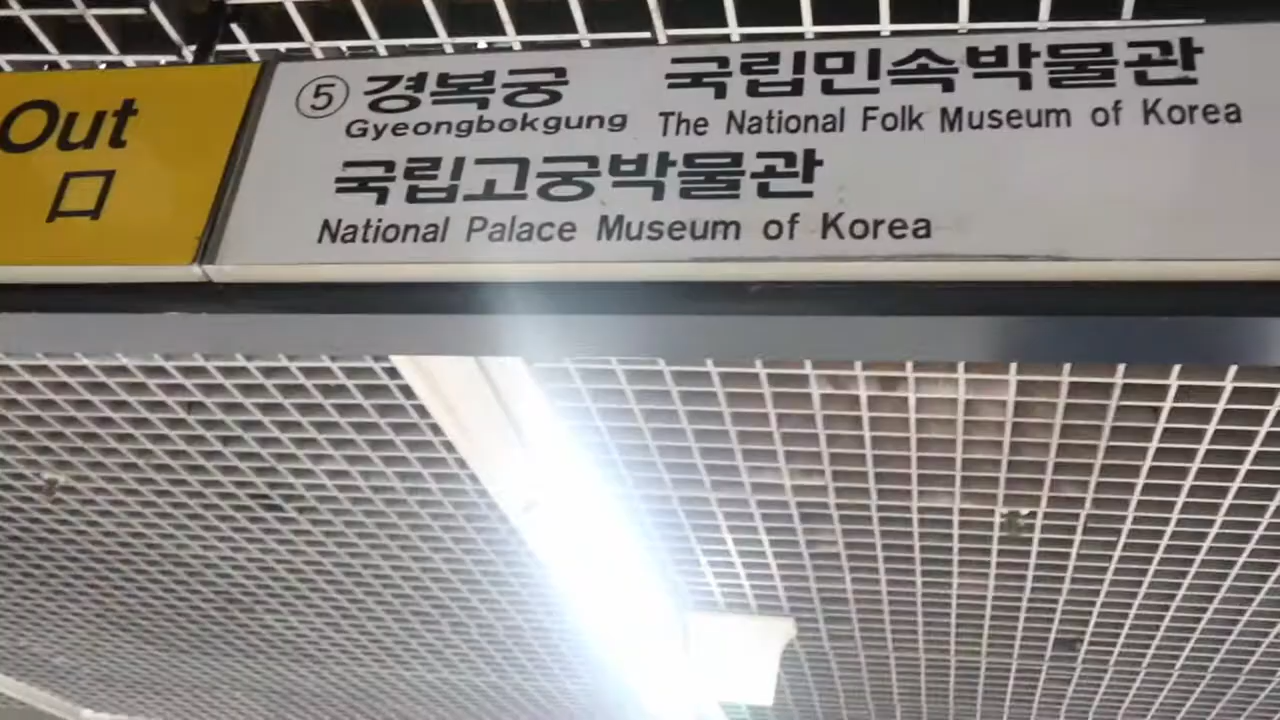 Out
口
⑤ 경복궁 국립민속박물관
Gyeongbokgung The National Folk Museum of Korea
국립고궁박물관
National Palace Museum of Korea